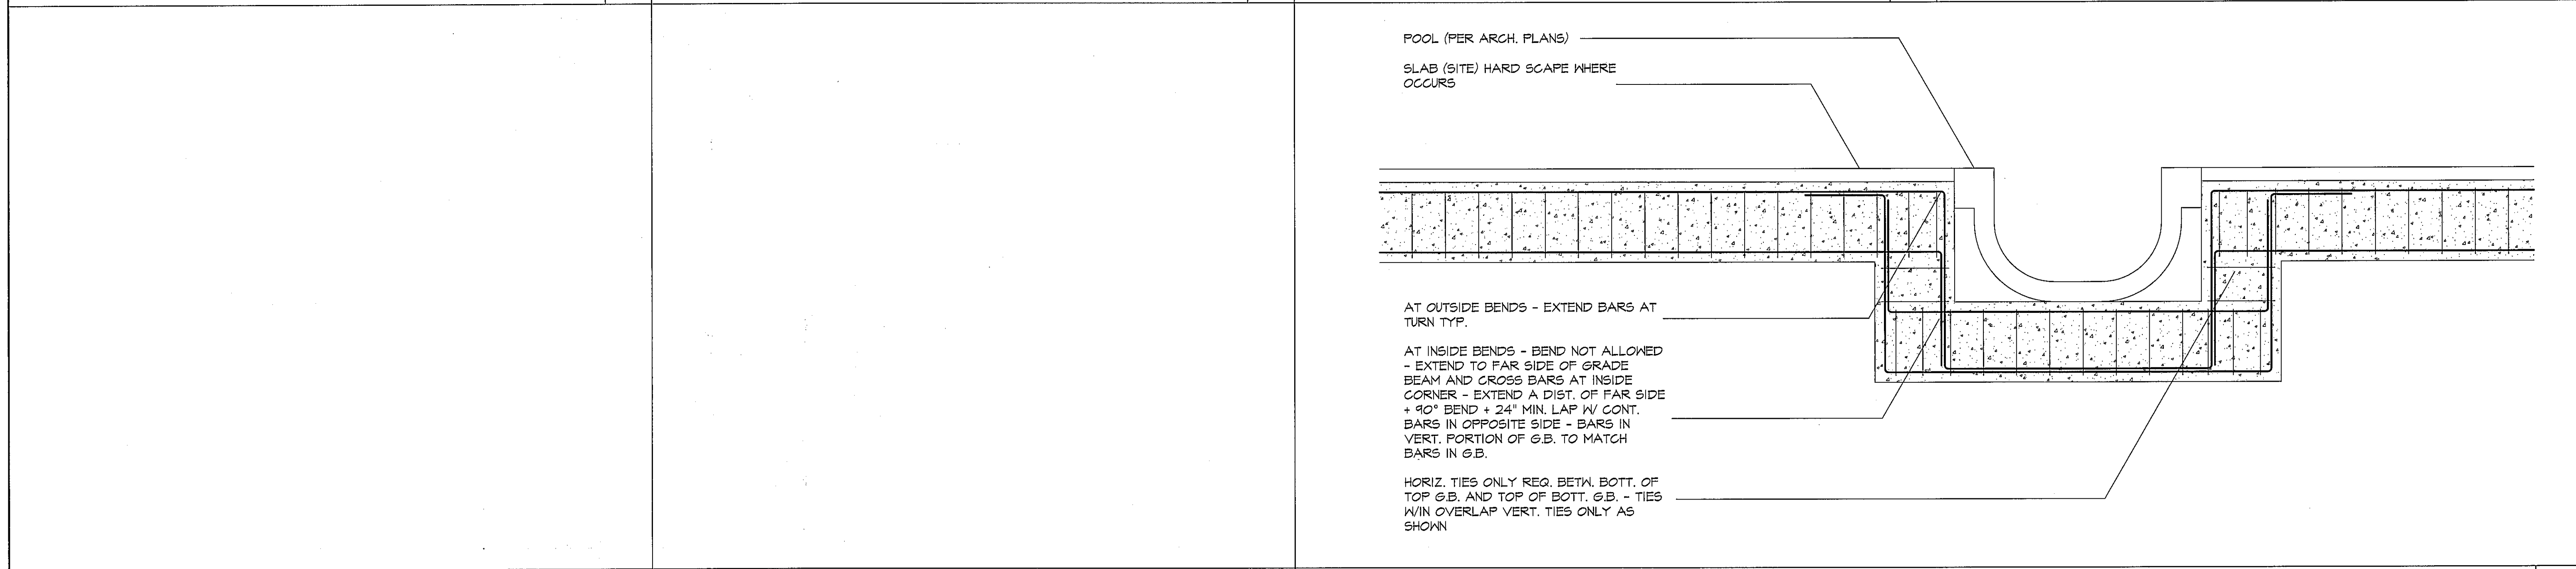 POOL (PER ARCH. PLANS)
SLAB (SITE) HARD SCAPE WHERE
OCCURS
AT OUTSIDE BENDS - EXTEND BARS AT
TURN TYP.
AT INSIDE BENDS - BEND NOT ALLOWED
- EXTEND TO FAR SIDE OF GRADE
BEAM AND CROSS BARS AT INSIDE
CORNER - EXTEND A DIST. OF FAR SIDE
+ 90° BEND + 24" MIN. LAP W/ CONT.
BARS IN OPPOSITE SIDE - BARS IN
VERT. PORTION OF G.B. TO MATCH
BARS IN G.B.
HORIZ. TIES ONLY REQ. BETW. BOTT. OF
TOP G.B. AND TOP OF BOTT. G.B. - TIES
W/IN OVERLAP VERT. TIES ONLY AS
SHOWN